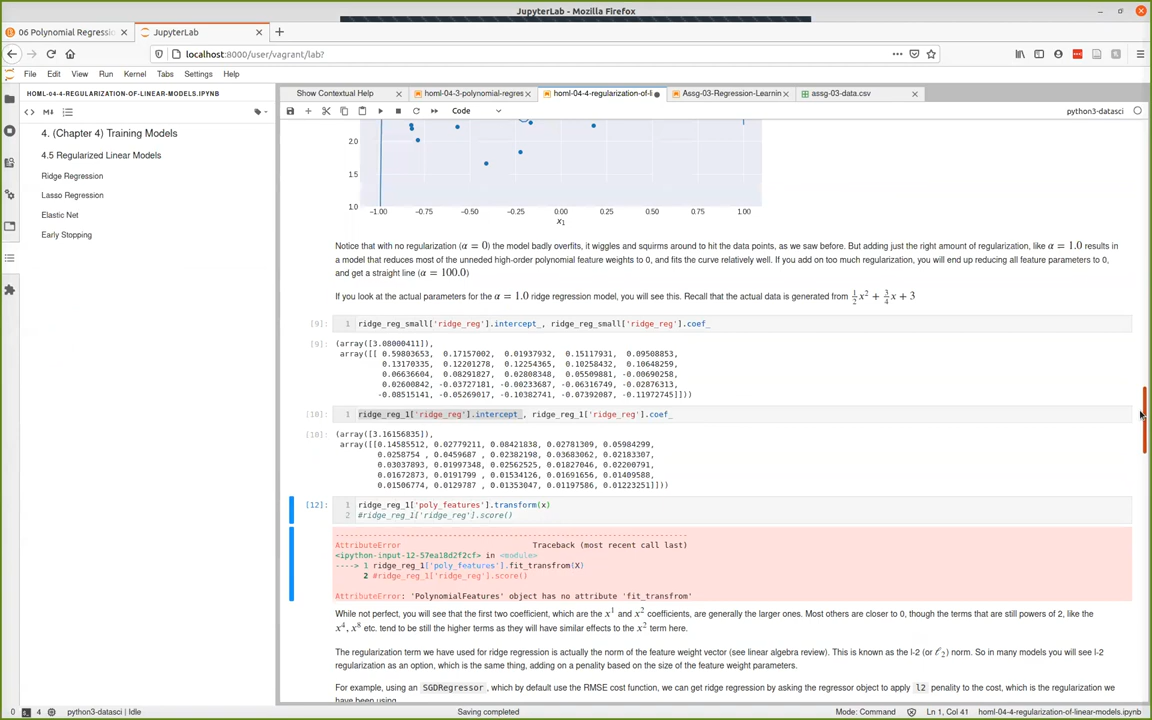 JupyterLab - Mozilla Firefox
06 Polynomial Regressi
JupyterLab
localhost:8000/user/vagrant/lab?
File Edit View Run Kernel Tabs Settings Help
HOML-04-4-REGULARIZATION-OF-LINEAR-MODELS.IPYNB
Show Contextual Help
homl-04-3-polynomial-regres
homl-04-4-regularization-of-l
Assg-03-Regression-Learnin
assg-03-data.csv
Code
python3-datasci
4. (Chapter 4) Training Models
4.5 Regularized Linear Models
Ridge Regression
Lasso Regression
Elastic Net
Early Stopping
2.0
1.5
1.0
-1.00 -0.75 -0.50 -0.25 0.00 0.25 0.50 0.75 1.00
x1
Notice that with no regularization (α = 0) the model badly overfits, it wiggles and squirms around to hit the data points, as we saw before. But adding just the right amount of regularization, like α = 1.0 results in
a model that reduces most of the unneded high-order polynomial feature weights to 0, and fits the curve relatively well. If you add on too much regularization, you will end up reducing all feature parameters to 0,
and get a straight line (α = 100.0)
If you look at the actual parameters for the α = 1.0 ridge regression model, you will see this. Recall that the actual data is generated from 1/2 x² + 3/4 x + 3
[9]: 1 ridge_reg_small['ridge_reg'].intercept_, ridge_reg_small['ridge_reg'].coef_
[9]: (array([3.08000411]),
array([[ 0.59803653, 0.17157002, 0.01937932, 0.15117931, 0.09508853,
0.13170335, 0.12201278, 0.12254365, 0.10258432, 0.10648259,
0.06636604, 0.08291827, 0.02808348, 0.05509881, -0.00690258,
0.02600842, -0.03727181, -0.00233687, -0.06316749, -0.02876313,
-0.08515141, -0.05269017, -0.10382741, -0.07392087, -0.11972745]]))
[10]: 1 ridge_reg_1['ridge_reg'].intercept_, ridge_reg_1['ridge_reg'].coef_
[10]: (array([3.16156835]),
array([[0.14585512, 0.02779211, 0.08421838, 0.02781309, 0.05984299,
0.0258754 , 0.0459687 , 0.02382198, 0.03683062, 0.02183307,
0.03037893, 0.01997348, 0.02562525, 0.01827046, 0.02200791,
0.01672873, 0.0191799 , 0.01534126, 0.01691656, 0.01409588,
0.01506774, 0.0129787 , 0.01353047, 0.01197586, 0.01223251]]))
[12]: 1 ridge_reg_1['poly_features'].transform(x)
2 #ridge_reg_1['ridge_reg'].score()
---------------------------------------------------------------------------
AttributeError Traceback (most recent call last)
<ipython-input-12-57ea18d2f2cf> in <module>
----> 1 ridge_reg_1['poly_features'].fit_transfrom(X)
2 #ridge_reg_1['ridge_reg'].score()
AttributeError: 'PolynomialFeatures' object has no attribute 'fit_transfrom'
While not perfect, you will see that the first two coefficient, which are the x¹ and x² coefficients, are generally the larger ones. Most others are closer to 0, though the terms that are still powers of 2, like the
x⁴, x⁸ etc. tend to be still the higher terms as they will have similar effects to the x² term here.
The regularization term we have used for ridge regression is actually the norm of the feature weight vector (see linear algebra review). This is known as the l-2 (or ℓ₂) norm. So in many models you will see l-2
regularization as an option, which is the same thing, adding on a penality based on the size of the feature weight parameters.
For example, using an SGDRegressor, which by default use the RMSE cost function, we can get ridge regression by asking the regressor object to apply l2 penality to the cost, which is the regularization we
have been using.
0 4 python3-datasci | Idle
Saving completed
Mode: Command
Ln 1, Col 41
homl-04-4-regularization-of-linear-models.ipynb